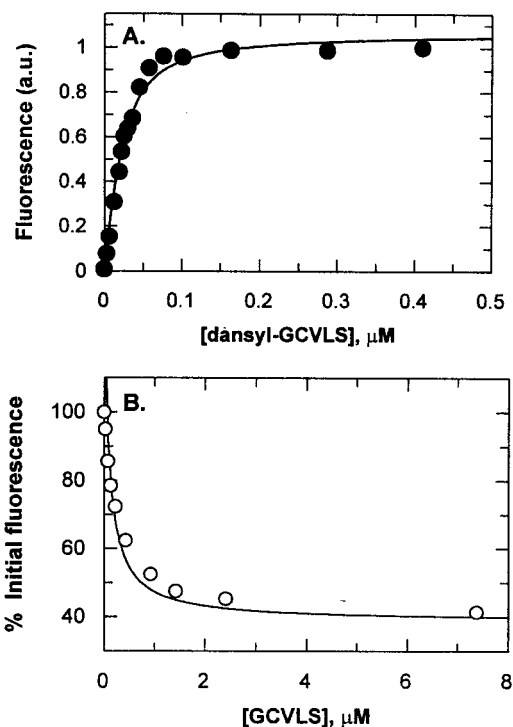 A.
Fluorescence (a.u.)
1
0.8
0.6
0.4
0.2
0
0 0.1 0.2 0.3 0.4 0.5
[dansyl-GCVLS], μM
B.
% Initial fluorescence
100
80
60
40
0 2 4 6 8
[GCVLS], μM